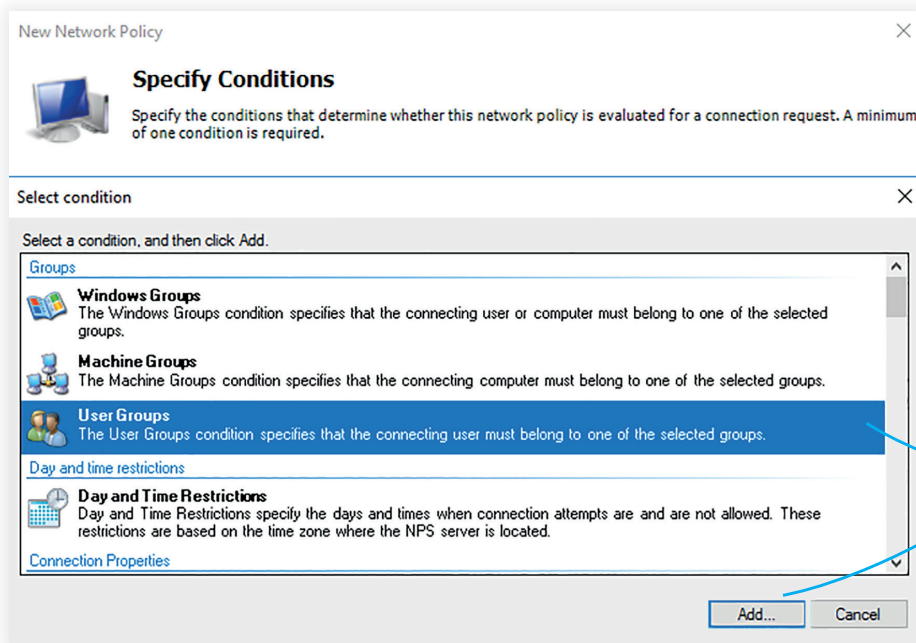 New Network Policy
Specify Conditions
Specify the conditions that determine whether this network policy is evaluated for a connection request. A minimum
of one condition is required.
Select condition
Select a condition, and then click Add.
Groups
Windows Groups
The Windows Groups condition specifies that the connecting user or computer must belong to one of the selected
groups.
Machine Groups
The Machine Groups condition specifies that the connecting computer must belong to one of the selected groups.
User Groups
The User Groups condition specifies that the connecting user must belong to one of the selected groups.
Day and time restrictions
Day and Time Restrictions
Day and Time Restrictions specify the days and times when connection attempts are and are not allowed. These
restrictions are based on the time zone where the NPS server is located.
Connection Properties
Add... Cancel